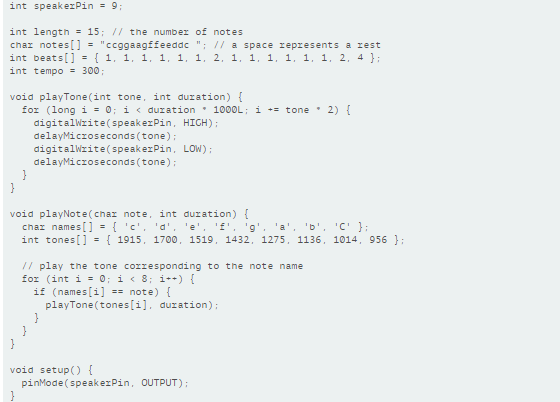 int speakerPin = 9;
int length = 15; // the number of notes
char notes[] = "ccggaagffeeddc "; // a space represents a rest
int beats[] = { 1, 1, 1, 1, 1, 1, 2, 1, 1, 1, 1, 1, 1, 2, 4 };
int tempo = 300;
void playTone(int tone, int duration) {
for (long i = 0; i < duration * 1000L; i += tone * 2) {
digitalWrite(speakerPin, HIGH);
delayMicroseconds(tone);
digitalWrite(speakerPin, LOW);
delayMicroseconds(tone);
}
}
void playNote(char note, int duration) {
char names[] = { 'c', 'd', 'e', 'f', 'g', 'a', 'b', 'C' };
int tones[] = { 1915, 1700, 1519, 1432, 1275, 1136, 1014, 956 };
// play the tone corresponding to the note name
for (int i = 0; i < 8; i++) {
if (names[i] == note) {
playTone(tones[i], duration);
}
}
}
void setup() {
pinMode(speakerPin, OUTPUT);
}